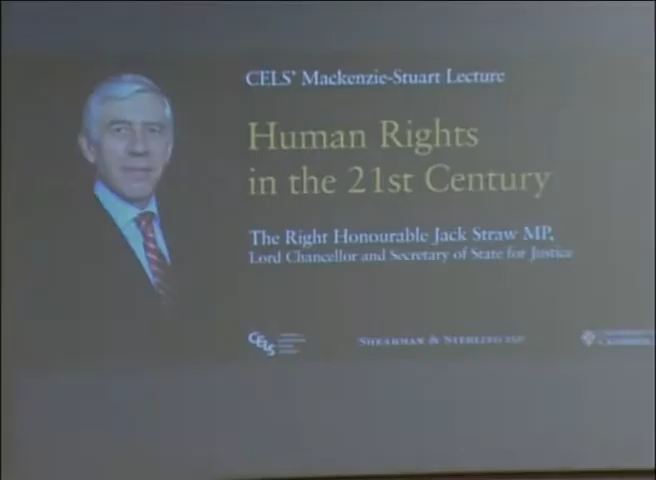 CELS' Mackenzie-Stuart Lecture
Human Rights
in the 21st Century
The Right Honourable Jack Straw MP,
Lord Chancellor and Secretary of State for Justice
CELS
SHEARMAN & STERLING LLP